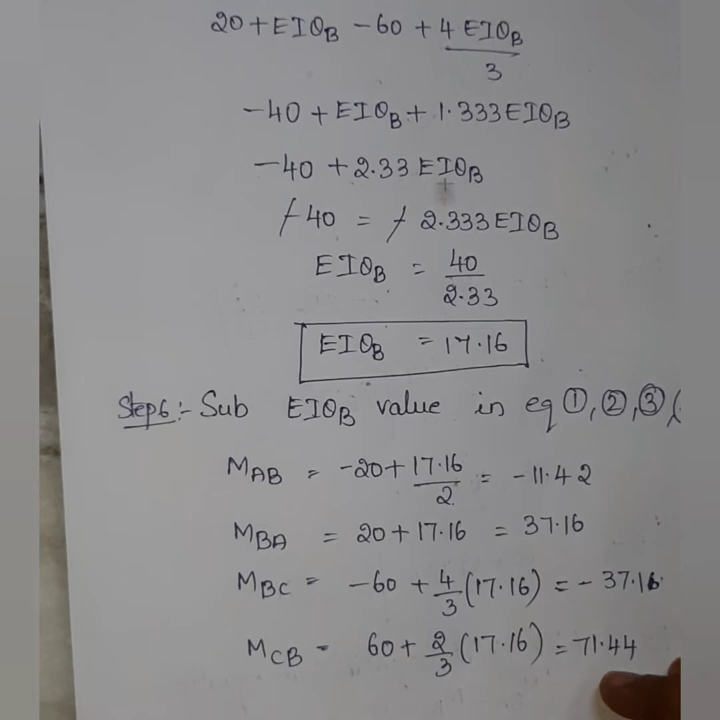 20 + EIθB - 60 + 4 EIθB / 3
-40 + EIθB + 1.333 EIθB
-40 + 2.33 EIθB
-40 = - 2.333 EIθB
EIθB = 40 / 2.33
EIθB = 17.16
Step 6 :- Sub EIθB value in eq ①, ②, ③, (
MAB = -20 + 17.16 / 2 = -11.42
MBA = 20 + 17.16 = 37.16
MBC = -60 + 4/3 (17.16) = - 37.16
MCB = 60 + 2/3 (17.16) = 71.44